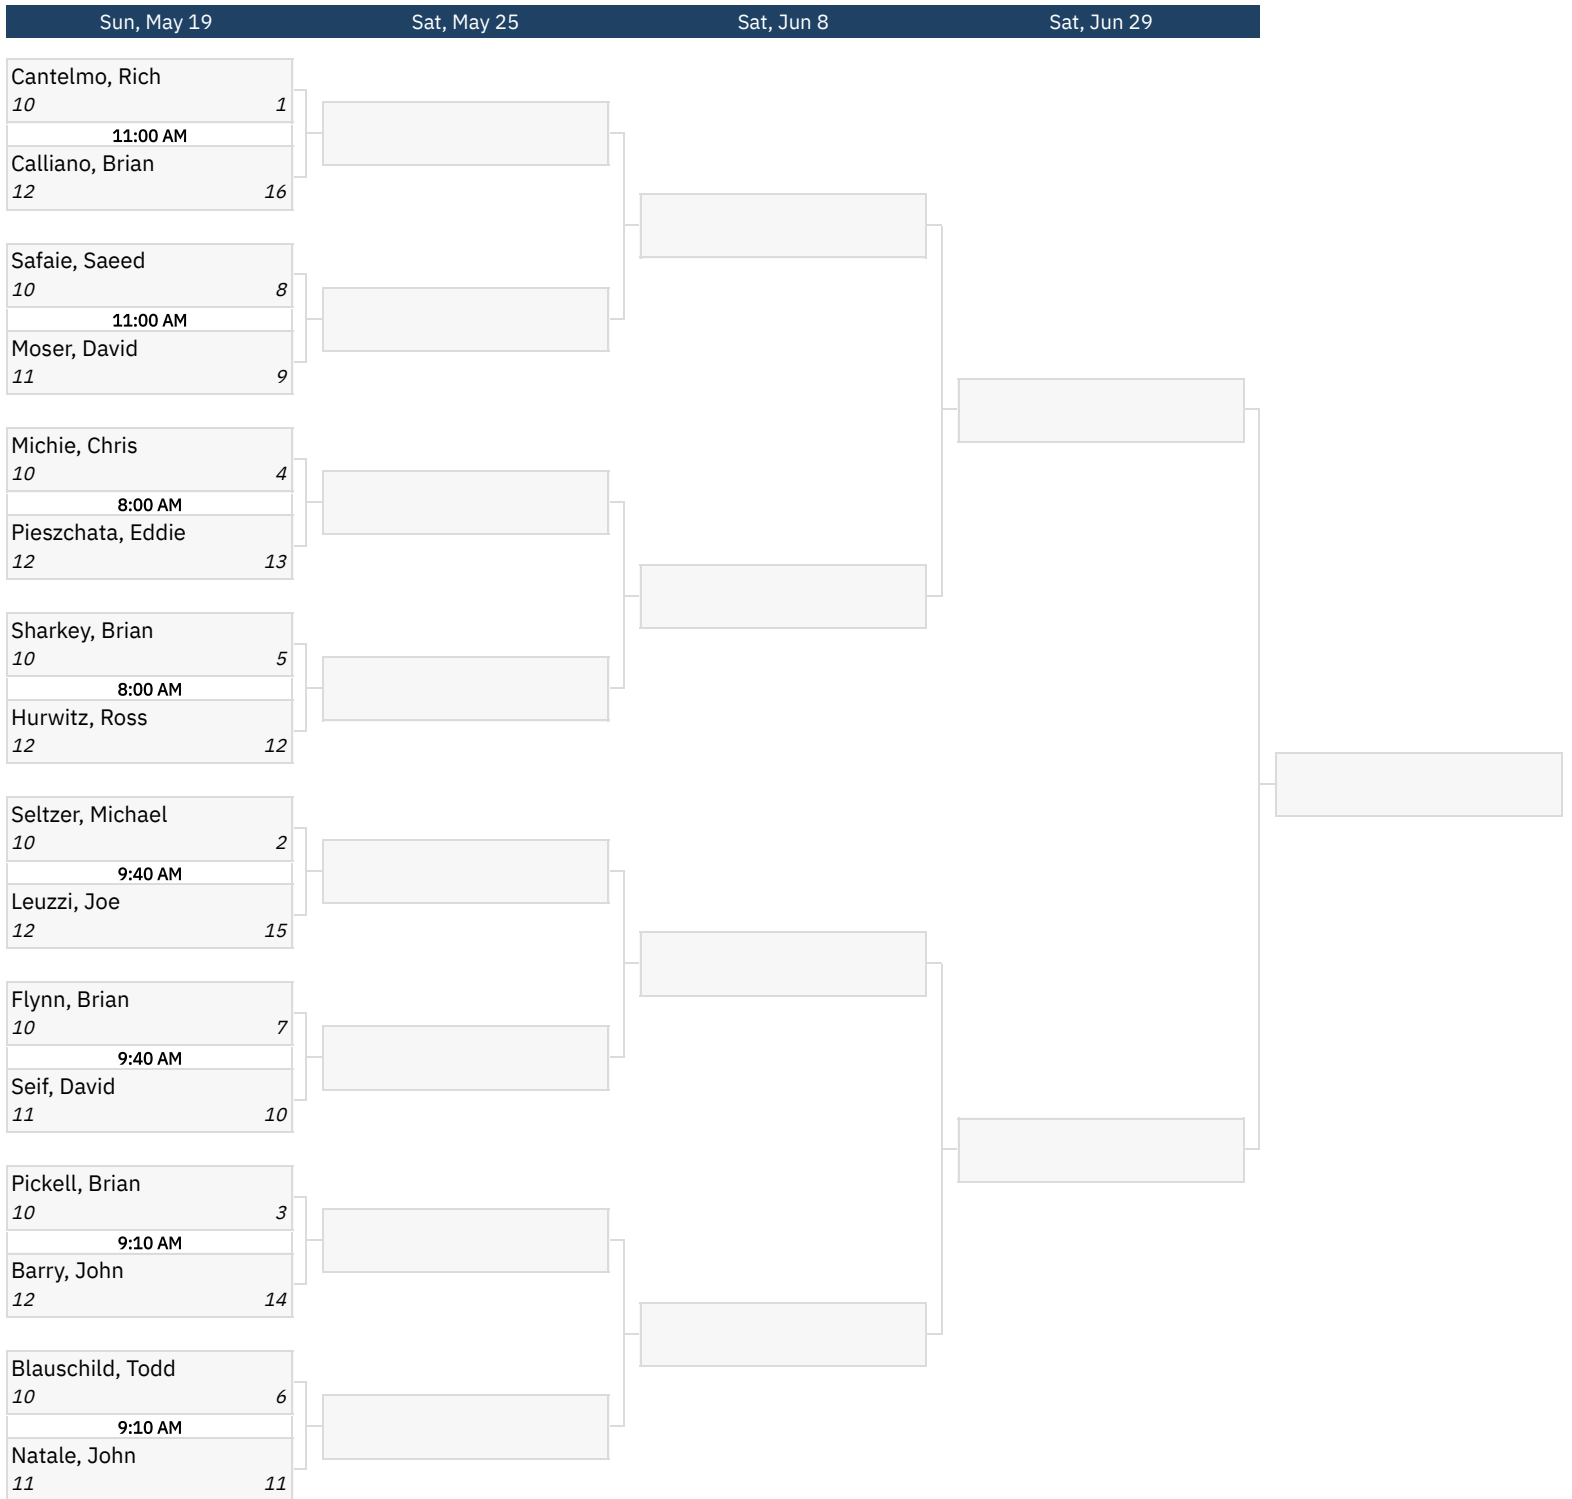 Sun, May 19 Sat, May 25 Sat, Jun 8 Sat, Jun 29
Cantelmo, Rich
10 1
11:00 AM
Calliano, Brian
12 16
Safaie, Saeed
10 8
11:00 AM
Moser, David
11 9
Michie, Chris
10 4
8:00 AM
Pieszchata, Eddie
12 13
Sharkey, Brian
10 5
8:00 AM
Hurwitz, Ross
12 12
Seltzer, Michael
10 2
9:40 AM
Leuzzi, Joe
12 15
Flynn, Brian
10 7
9:40 AM
Seif, David
11 10
Pickell, Brian
10 3
9:10 AM
Barry, John
12 14
Blauschild, Todd
10 6
9:10 AM
Natale, John
11 11